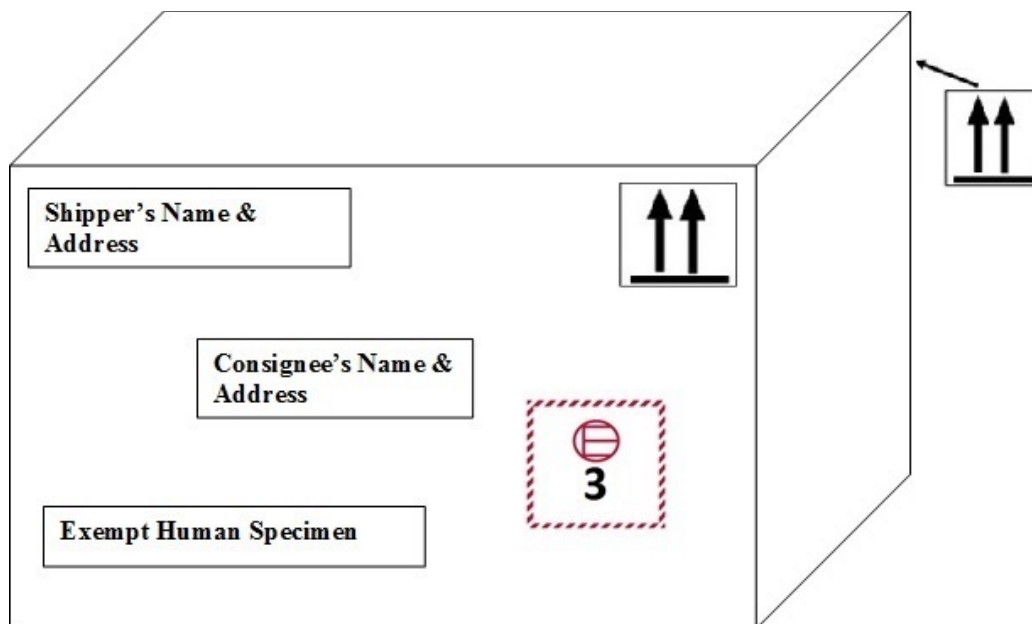 Shipper’s Name &
Address
Consignee’s Name &
Address
E
3
Exempt Human Specimen